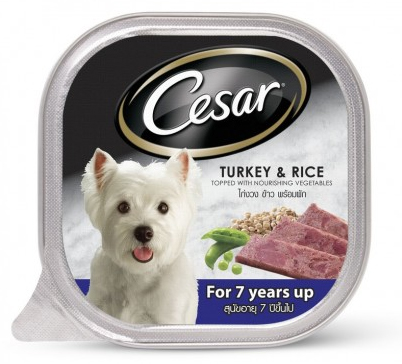 Cesar
TURKEY & RICE
TOPPED WITH NOURISHING VEGETABLES
ไก่งวง ข้าว พร้อมผัก
For 7 years up
สุนัขอายุ 7 ปีขึ้นไป